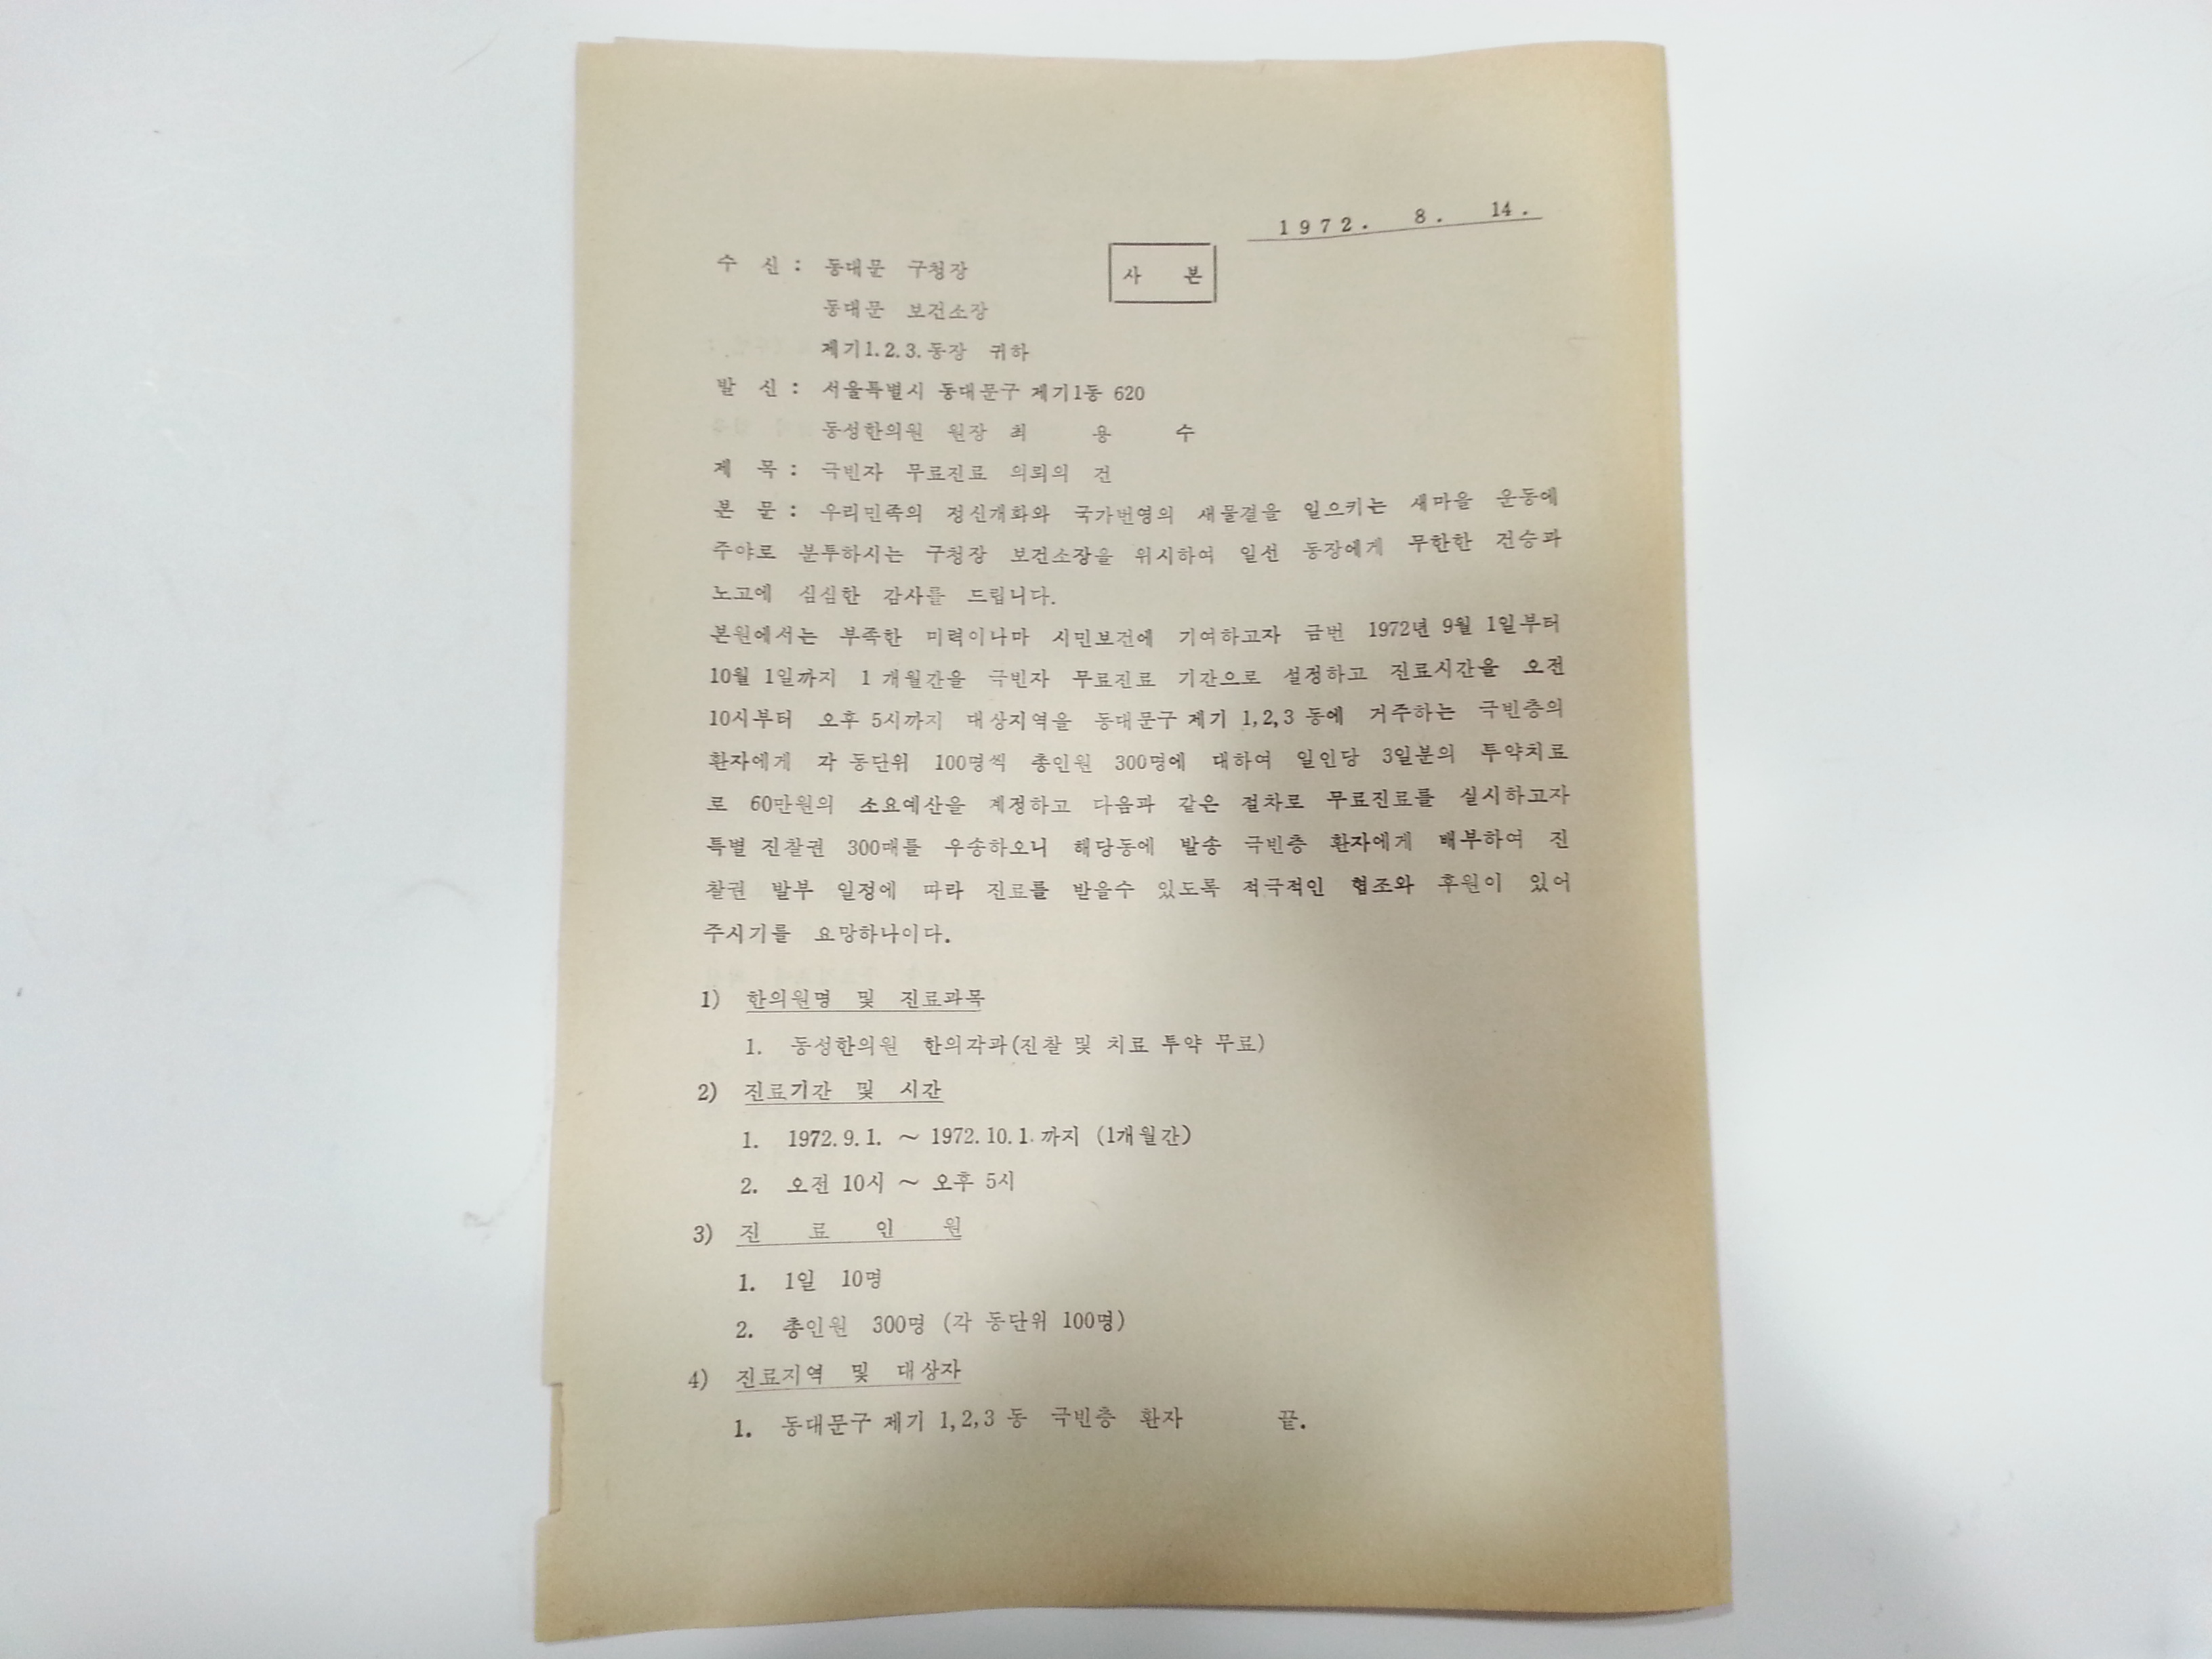 1972. 8. 14.
수 신 : 동대문 구청장
사 본
동대문 보건소장
제기1.2.3.동장 귀하
발 신 : 서울특별시 동대문구 제기1동 620
동성한의원 원장 최 용 수
제 목 : 극빈자 무료진료 의뢰의 건
본 문 : 우리민족의 정신개화와 국가번영의 새물결을 일으키는 새마을 운동에
주야로 분투하시는 구청장 보건소장을 위시하여 일선 동장에게 무한한 건승과
노고에 심심한 감사를 드립니다.
본원에서는 부족한 미력이나마 시민보건에 기여하고자 금번 1972년 9월 1일부터
10월 1일까지 1 개월간을 극빈자 무료진료 기간으로 설정하고 진료시간을 오전
10시부터 오후 5시까지 대상지역을 동대문구 제기 1,2,3 동에 거주하는 극빈층의
환자에게 각 동단위 100명씩 총인원 300명에 대하여 일인당 3일분의 투약치료
로 60만원의 소요예산을 계정하고 다음과 같은 절차로 무료진료를 실시하고자
특별 진찰권 300매를 우송하오니 해당동에 발송 극빈층 환자에게 배부하여 진
찰권 발부 일정에 따라 진료를 받을수 있도록 적극적인 협조와 후원이 있어
주시기를 요망하나이다.
1) 한의원명 및 진료과목
1. 동성한의원 한의각과(진찰 및 치료 투약 무료)
2) 진료기간 및 시간
1. 1972.9.1. ~ 1972.10.1.까지 (1개월간)
2. 오전 10시 ~ 오후 5시
3) 진 료 인 원
1. 1일 10명
2. 총인원 300명 (각 동단위 100명)
4) 진료지역 및 대상자
1. 동대문구 제기 1,2,3 동 극빈층 환자 끝.